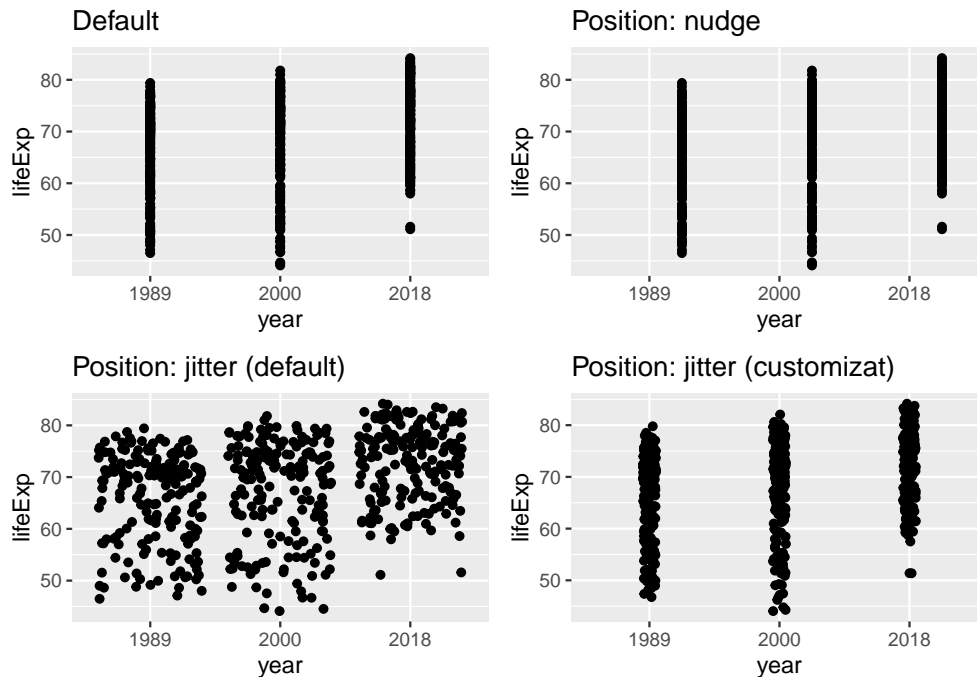 Default
80
70
60
50
lifeExp
1989
2000
2018
year
Position: nudge
80
70
60
50
lifeExp
1989
2000
2018
year
Position: jitter (default)
80
70
60
50
lifeExp
1989
2000
2018
year
Position: jitter (customizat)
80
70
60
50
lifeExp
1989
2000
2018
year